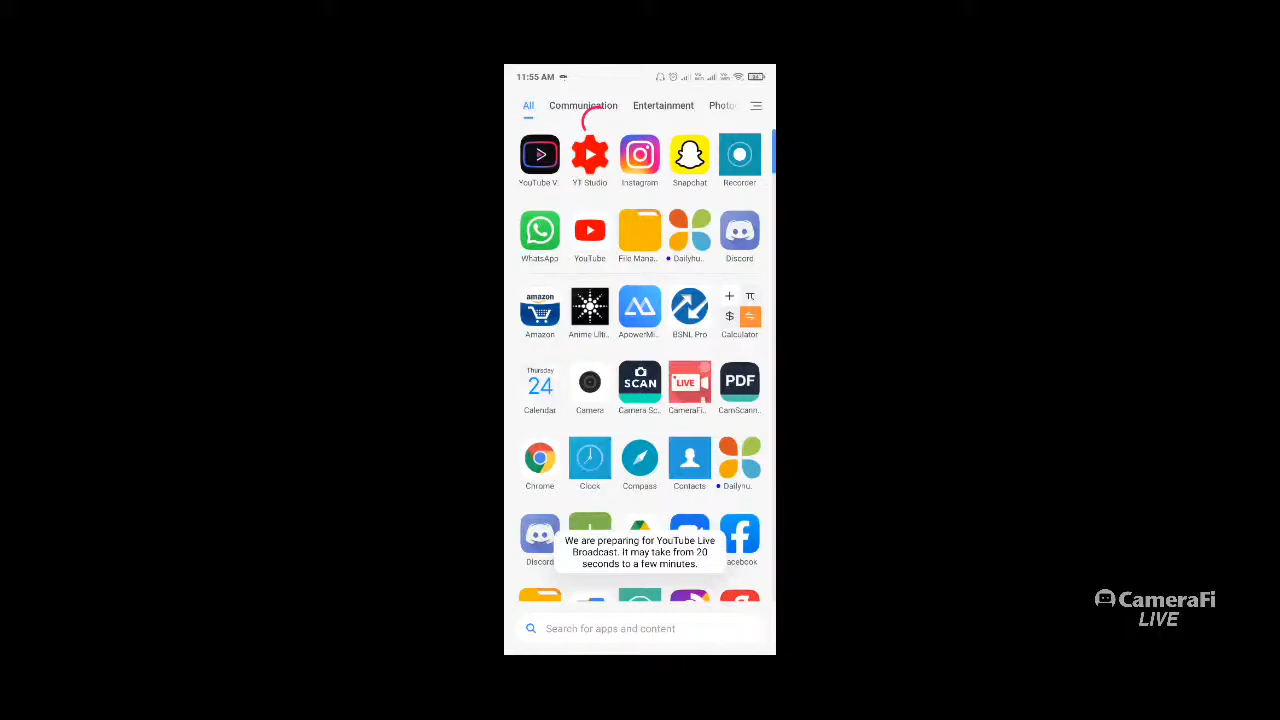 11:55 AM
All Communication Entertainment
YouTube V. YT Studio Instagram Snapchat Recorder
WhatsApp YouTube File Mana.. Dailyhu.. Discord
amazon
+ π
$
Amazon Anime Ulti.. ApowerMi.. BSNL Pro Calculator
Thursday
24
SCAN
LIVE
PDF
Calendar Camera Camera Sc.. CameraFi.. CamScann..
Chrome Clock Compass Contacts Dailyhu.
Discord
acebook
We are preparing for YouTube Live
Broadcast. It may take from 20
seconds to a few minutes.
CameraFi
LIVE
Search for apps and content